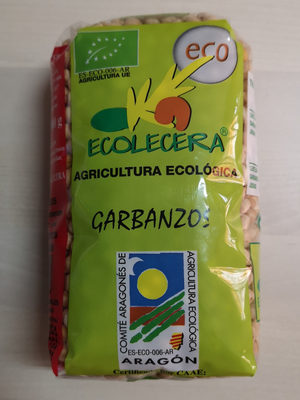 eco
ES-ECO-006-AR
AGRICULTURA UE
ECOLECERA®
AGRICULTURA ECOLÓGICA
GARBANZOS
COMITÉ ARAGONÉS DE
AGRICULTURA ECOLÓGICA
ES-ECO-006-AR
ARAGÓN
CAAE: